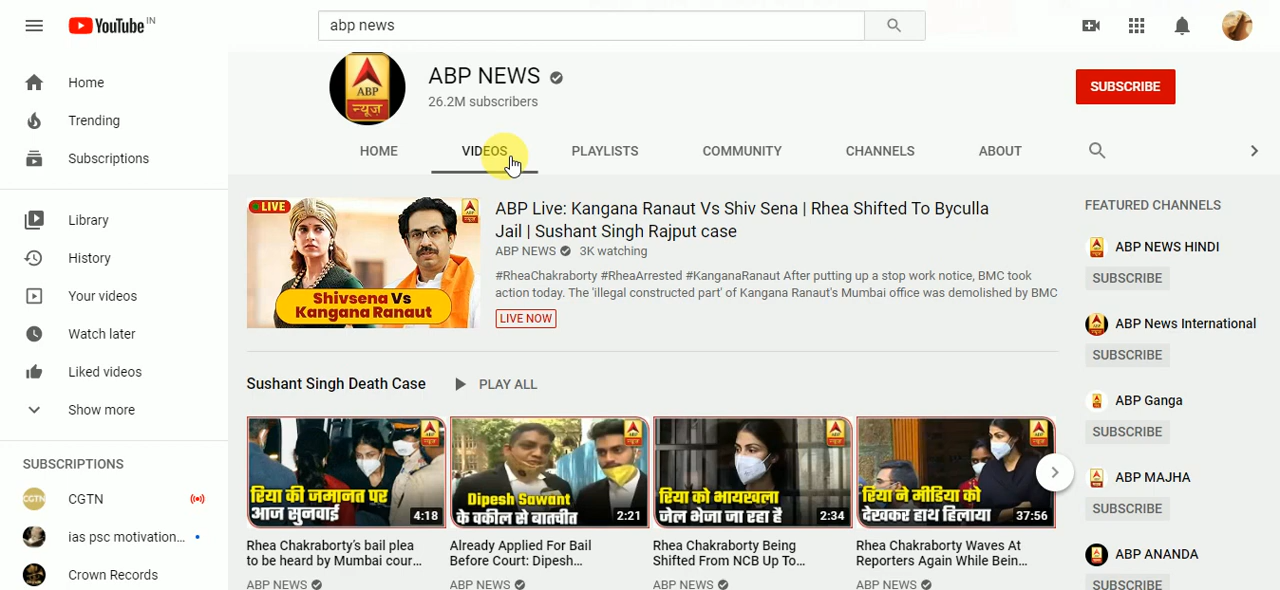 YouTube IN
abp news
Home
Trending
Subscriptions
Library
History
Your videos
Watch later
Liked videos
Show more
SUBSCRIPTIONS
CGTN
CGTN
ias psc motivation...
Crown Records
ABP
न्यूज़
ABP NEWS
26.2M subscribers
SUBSCRIBE
HOME
VIDEOS
PLAYLISTS
COMMUNITY
CHANNELS
ABOUT
LIVE
Shivsena Vs
Kangana Ranaut
ABP Live: Kangana Ranaut Vs Shiv Sena | Rhea Shifted To Byculla
Jail | Sushant Singh Rajput case
ABP NEWS 3K watching
#RheaChakraborty #RheaArrested #KanganaRanaut After putting up a stop work notice, BMC took
action today. The 'illegal constructed part' of Kangana Ranaut's Mumbai office was demolished by BMC
LIVE NOW
Sushant Singh Death Case
PLAY ALL
रिया की जमानत पर
आज सुनवाई
4:18
Rhea Chakraborty's bail plea
to be heard by Mumbai cour...
ABP NEWS
Dipesh Sawant
के वकील से बातचीत
2:21
Already Applied For Bail
Before Court: Dipesh...
ABP NEWS
रिया को भायखला
जेल भेजा जा रहा है
2:34
Rhea Chakraborty Being
Shifted From NCB Up To...
ABP NEWS
रिया ने मीडिया को
देखकर हाथ हिलाया
37:56
Rhea Chakraborty Waves At
Reporters Again While Bein...
ABP NEWS
FEATURED CHANNELS
ABP NEWS HINDI
SUBSCRIBE
ABP News International
SUBSCRIBE
ABP Ganga
SUBSCRIBE
ABP MAJHA
SUBSCRIBE
ABP ANANDA
SUBSCRIBE